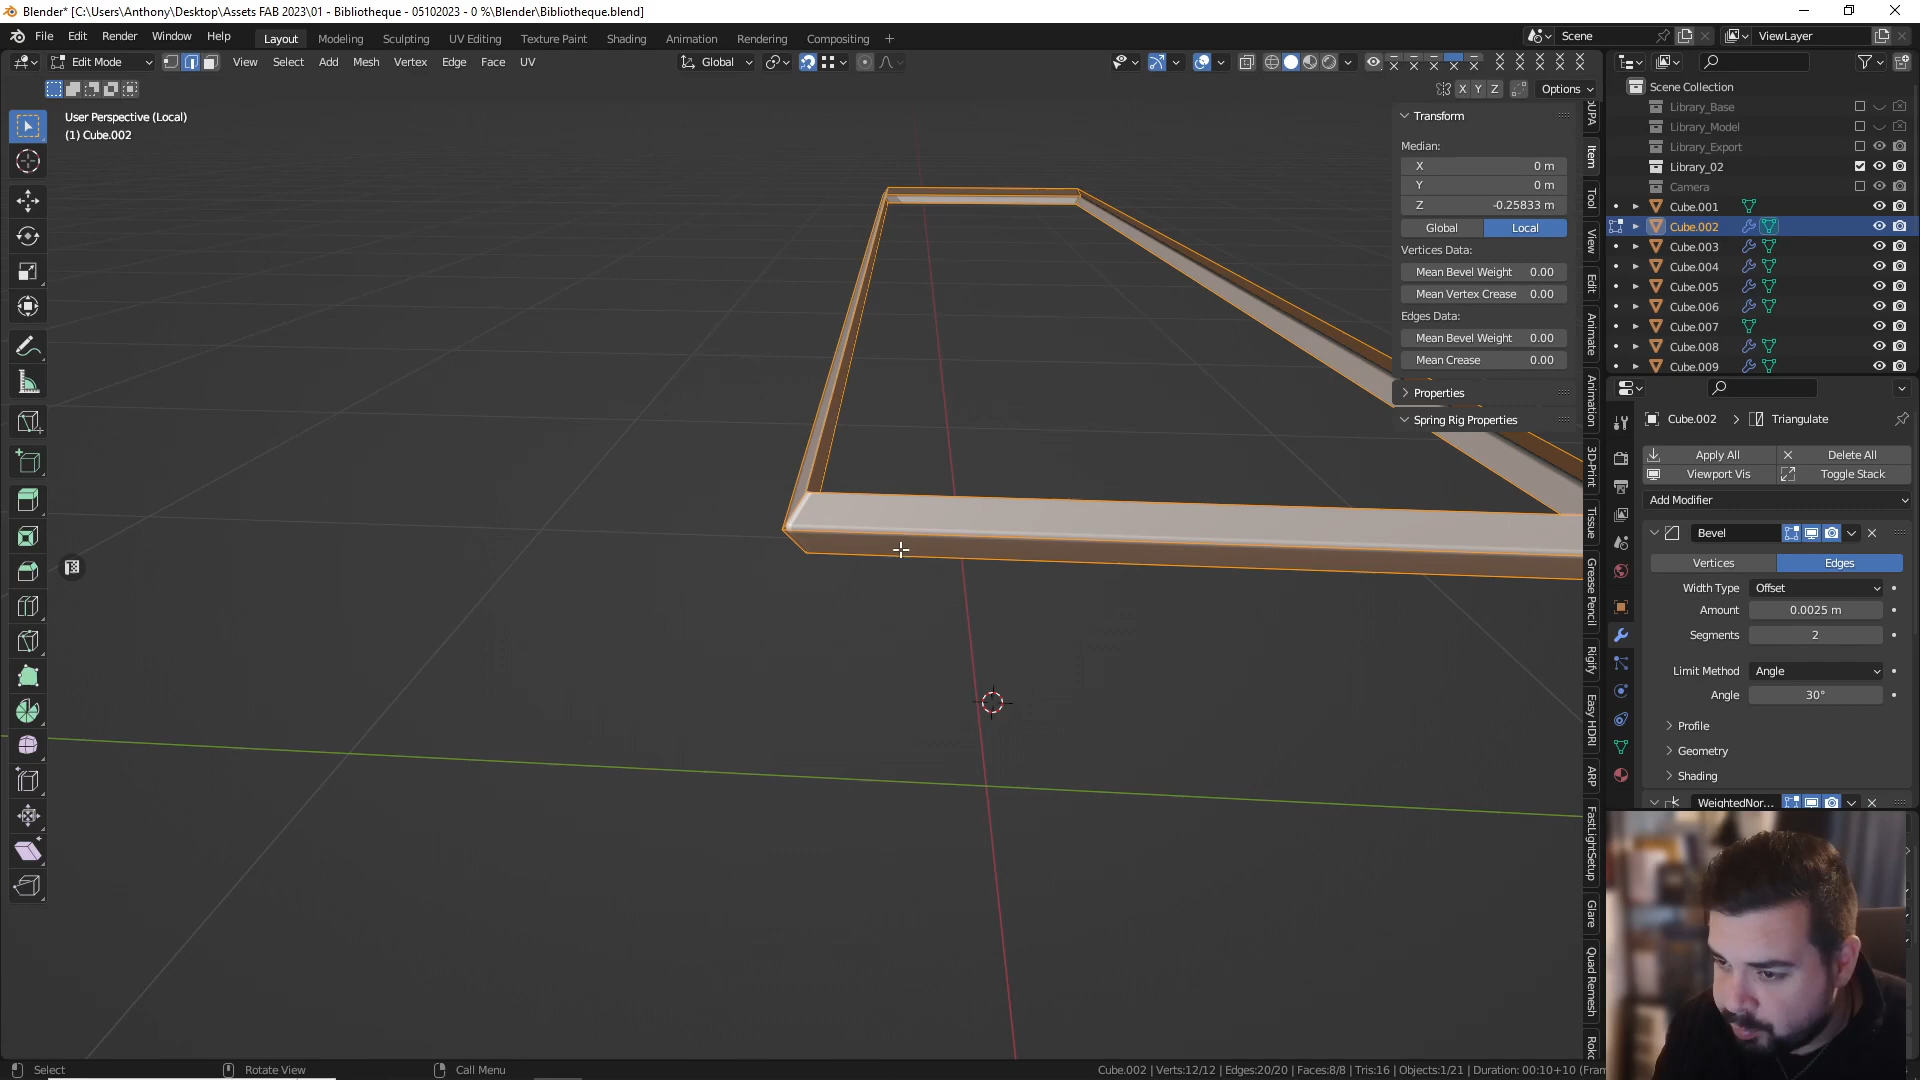 Blender* [C:\Users\Anthony\Desktop\Assets FAB 2023\01 - Bibliotheque - 05102023 - 0 %\Blender\Bibliotheque.blend]
File Edit Render Window Help Layout Modeling Sculpting UV Editing Texture Paint Shading Animation Rendering Compositing + Scene ViewLayer
Edit Mode View Select Add Mesh Vertex Edge Face UV Global
X Y Z Options
User Perspective (Local)
(1) Cube.002
Transform
Median:
X 0 m
Y 0 m
Z -0.25833 m
Global Local
Vertices Data:
Mean Bevel Weight 0.00
Mean Vertex Crease 0.00
Edges Data:
Mean Bevel Weight 0.00
Mean Crease 0.00
Properties
Spring Rig Properties
Item
Tool
View
Edit
Animate
Animation
3D-Print
Tissue
Grease Pencil
Rigify
Easy HDRI
ARP
FastLightSetup
Glare
Quad Remesh
Roko
Scene Collection
Library_Base
Library_Model
Library_Export
Library_02
Camera
Cube.001
Cube.002
Cube.003
Cube.004
Cube.005
Cube.006
Cube.007
Cube.008
Cube.009
Cube.002 > Triangulate
Apply All Delete All
Viewport Vis Toggle Stack
Add Modifier
Bevel
Vertices Edges
Width Type Offset
Amount 0.0025 m
Segments 2
Limit Method Angle
Angle 30°
Profile
Geometry
Shading
WeightedNor...
Select Rotate View Call Menu Cube.002 | Verts:12/12 | Edges:20/20 | Faces:8/8 | Tris:16 | Objects:1/21 | Duration: 00:10+10 (Fram